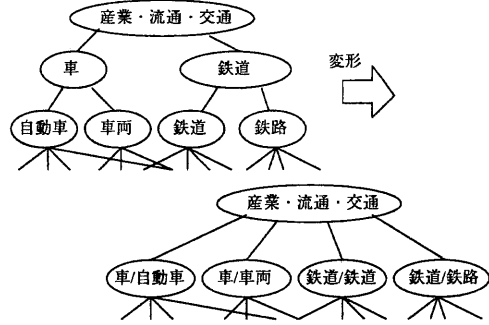 産業・流通・交通
車
鉄道
変形
自動車
車両
鉄道
鉄路
産業・流通・交通
車/自動車
車/車両
鉄道/鉄道
鉄道/鉄路